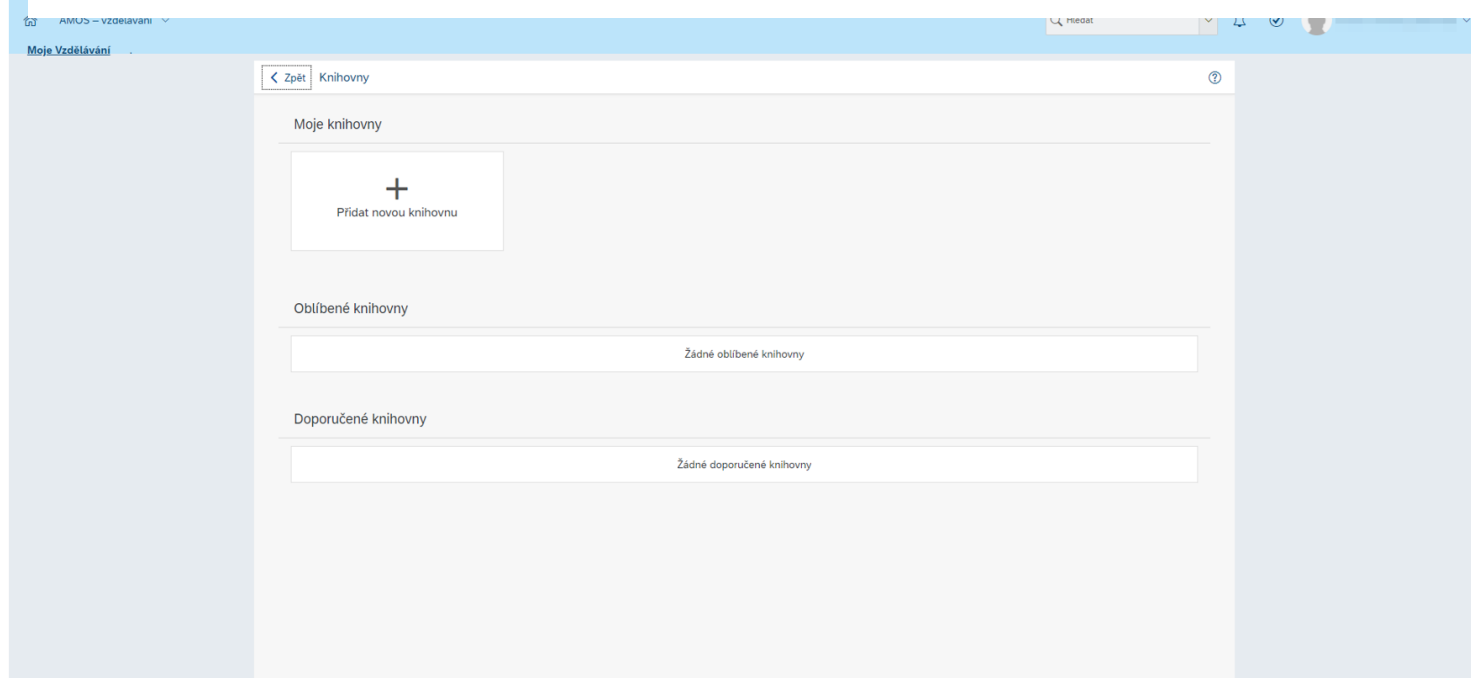 AMOS – vzdělávání
Hledat
Moje Vzdělávání
Zpět Knihovny
Moje knihovny
Přidat novou knihovnu
Oblíbené knihovny
Žádné oblíbené knihovny
Doporučené knihovny
Žádné doporučené knihovny